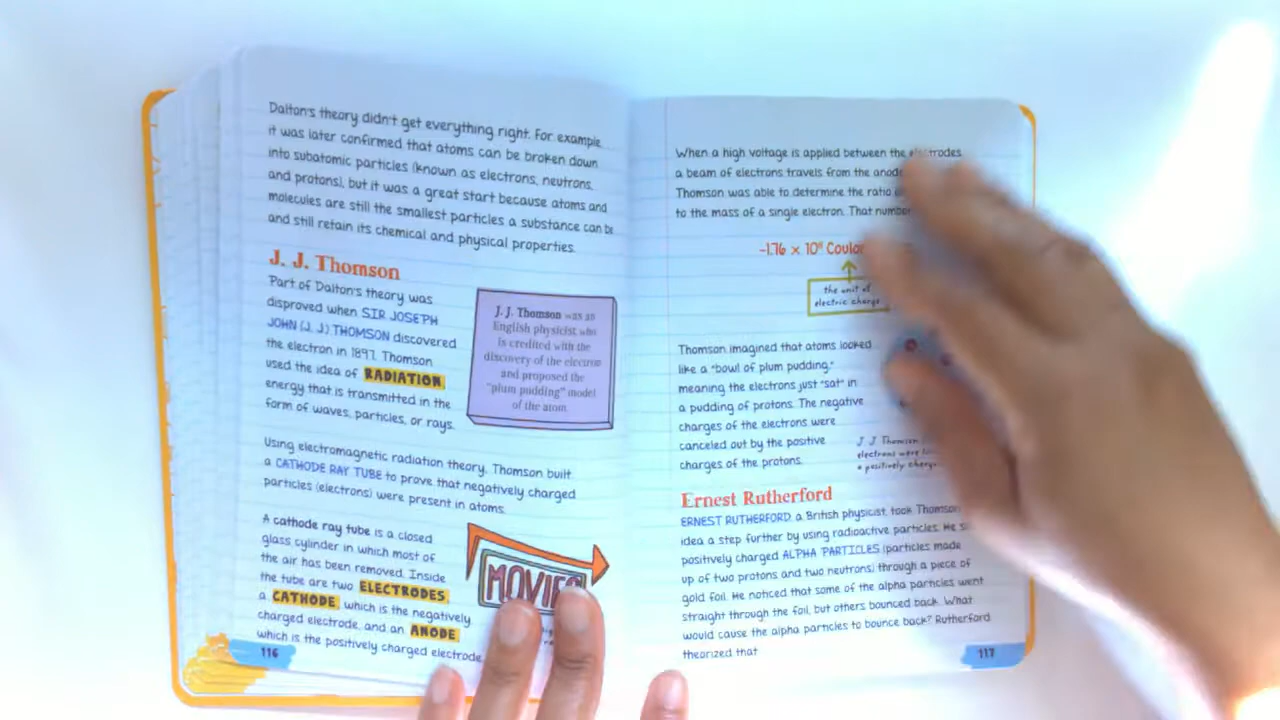 Dalton's theory didn't get everything right. For example,
it was later confirmed that atoms can be broken down
into subatomic particles (known as electrons, neutrons,
and protons), but it was a great start because atoms and
molecules are still the smallest particles a substance can be
and still retain its chemical and physical properties.
J. J. Thomson
Part of Dalton's theory was
disproved when SIR JOSEPH
JOHN (J. J.) THOMSON discovered
the electron in 1897. Thomson
used the idea of RADIATION,
energy that is transmitted in the
form of waves, particles, or rays.
J. J. Thomson was an
English physicist who
is credited with the
discovery of the electron
and proposed the
"plum pudding" model
of the atom.
Using electromagnetic radiation theory, Thomson built
a CATHODE RAY TUBE to prove that negatively charged
particles (electrons) were present in atoms.
A cathode ray tube is a closed
glass cylinder in which most of
the air has been removed. Inside
the tube are two ELECTRODES,
a CATHODE, which is the negatively
charged electrode, and an ANODE,
which is the positively charged electrode
MOVIES
116
When a high voltage is applied between the electrodes,
a beam of electrons travels from the
Thomson was able to determine the ratio
to the mass of a single electron. That
-1.76 × 10⁸
the unit of
electric charge
Thomson imagined that atoms looked
like a "bowl of plum pudding,"
meaning the electrons just "sat" in
a pudding of protons. The negative
charges of the electrons were
canceled out by the positive
charges of the protons.
J. J. Thomson
electrons were
a positively
Ernest Rutherford
ERNEST RUTHERFORD, a British physicist, took
idea a step further by using radioactive particles. He
positively charged ALPHA PARTICLES (particles made
up of two protons and two neutrons) through a piece of
gold foil. He noticed that some of the alpha particles went
straight through the foil, but others bounced back. What
would cause the alpha particles to bounce back? Rutherford
theorized that
117